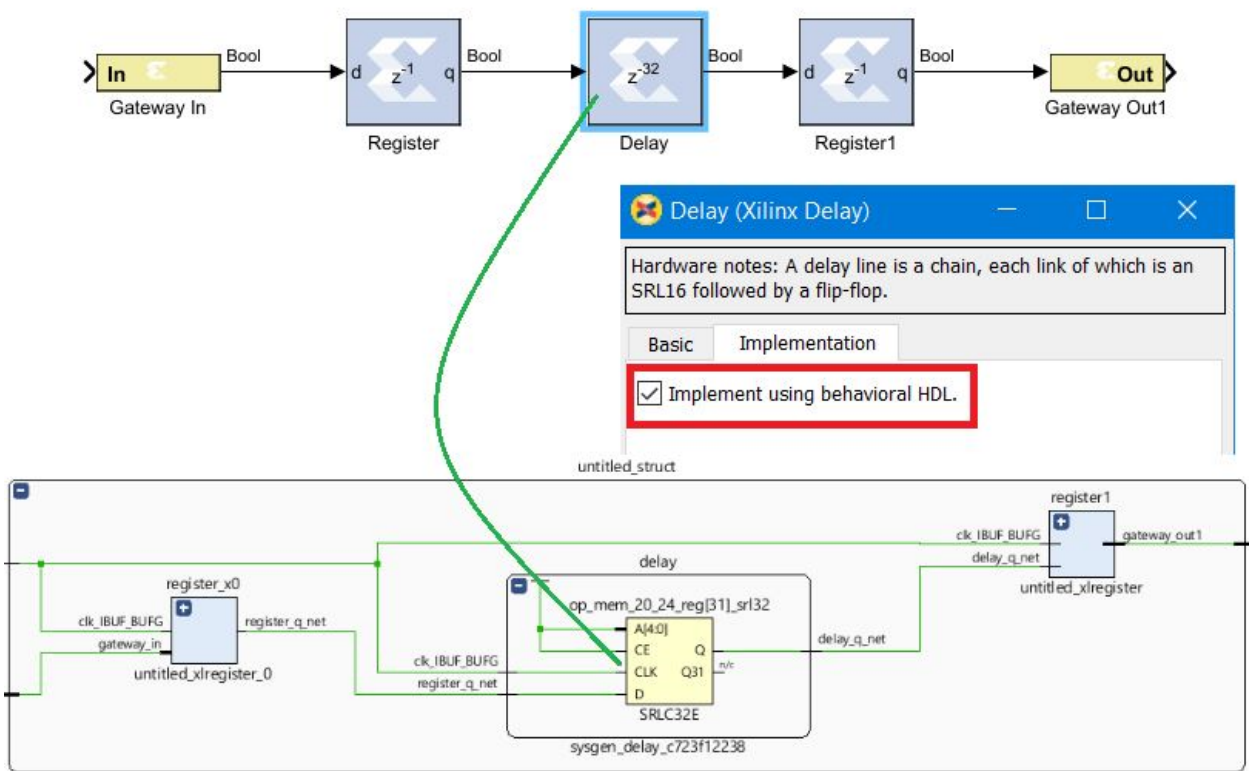 In
Gateway In
Bool
d z-1 q
Register
Bool
z-32
Delay
Bool
d z-1 q
Register1
Bool
Out
Gateway Out1
Delay (Xilinx Delay)
Hardware notes: A delay line is a chain, each link of which is an
SRL16 followed by a flip-flop.
Basic Implementation
Implement using behavioral HDL.
untitled_struct
register_x0
clk_IBUF_BUFG
gateway_in
register_q_net
untitled_xlregister_0
delay
op_mem_20_24_reg[31]_srl32
clk_IBUF_BUFG
register_q_net
A[4:0]
CE Q
CLK Q31 n/c
D
SRLC32E
delay_q_net
sysgen_delay_c723f12238
register1
clk_IBUF_BUFG
delay_q_net
gateway_out1
untitled_xlregister